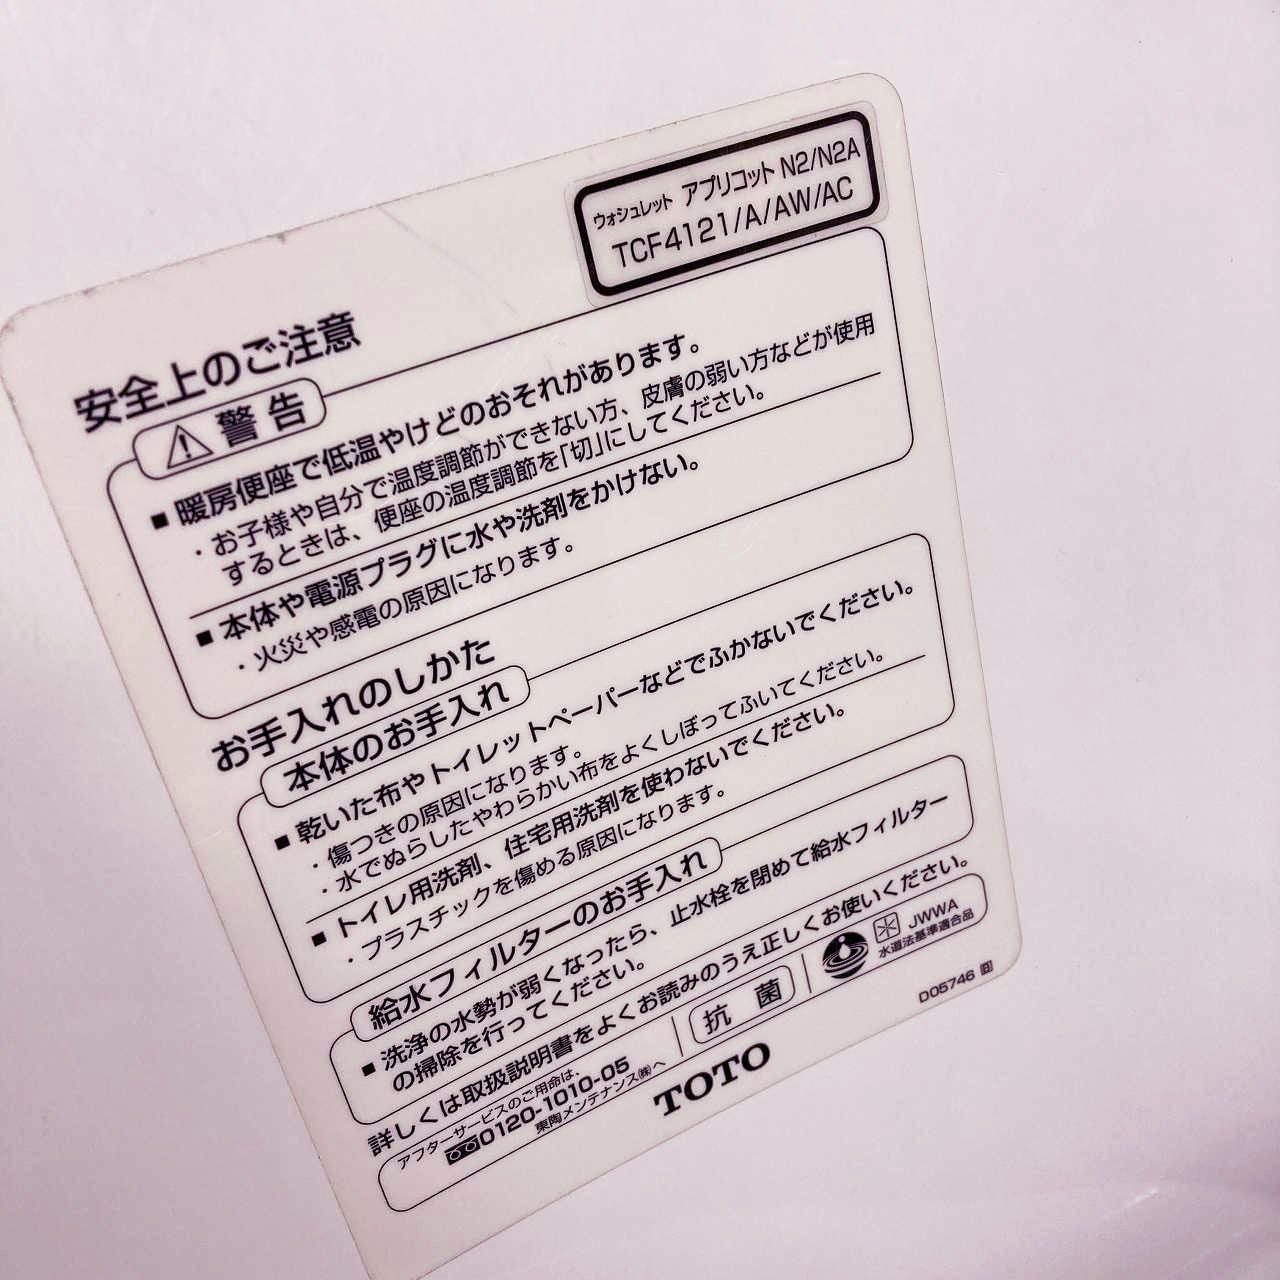 ウォシュレット アプリコット N2/N2A
TCF4121/A/AW/AC
安全上のご注意
警告
■ 暖房便座で低温やけどのおそれがあります。
・お子様や自分で温度調節ができない方、皮膚の弱い方などが使用
するときは、便座の温度調節を「切」にしてください。
■ 本体や電源プラグに水や洗剤をかけない。
・火災や感電の原因になります。
お手入れのしかた
本体のお手入れ
■ 乾いた布やトイレットペーパーなどでふかないでください。
・傷つきの原因になります。
・水でぬらしたやわらかい布をよくしぼってふいてください。
■ トイレ用洗剤、住宅用洗剤を使わないでください。
・プラスチックを傷める原因になります。
給水フィルターのお手入れ
■ 洗浄の水勢が弱くなったら、止水栓を閉めて給水フィルター
の掃除を行ってください。
詳しくは取扱説明書をよくお読みのうえ正しくお使いください。
アフターサービスのご用命は、
0120-1010-05
東陶メンテナンス㈱へ
抗菌
JWWA
水道法基準適合品
TOTO
D05746